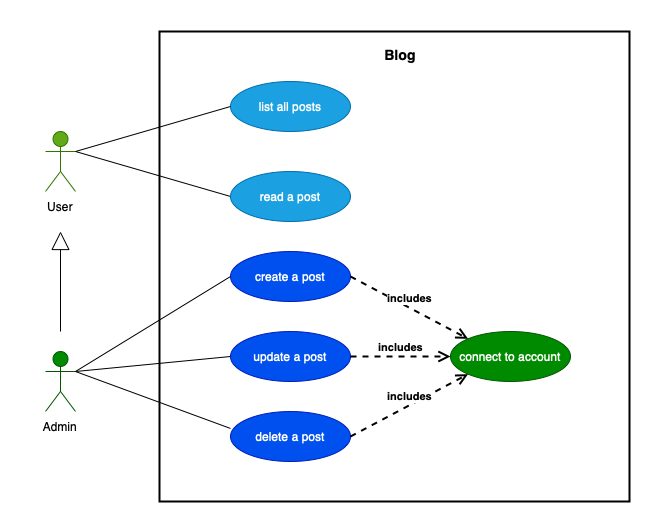 Blog
list all posts
User
read a post
create a post
includes
update a post
includes
connect to account
includes
Admin
delete a post